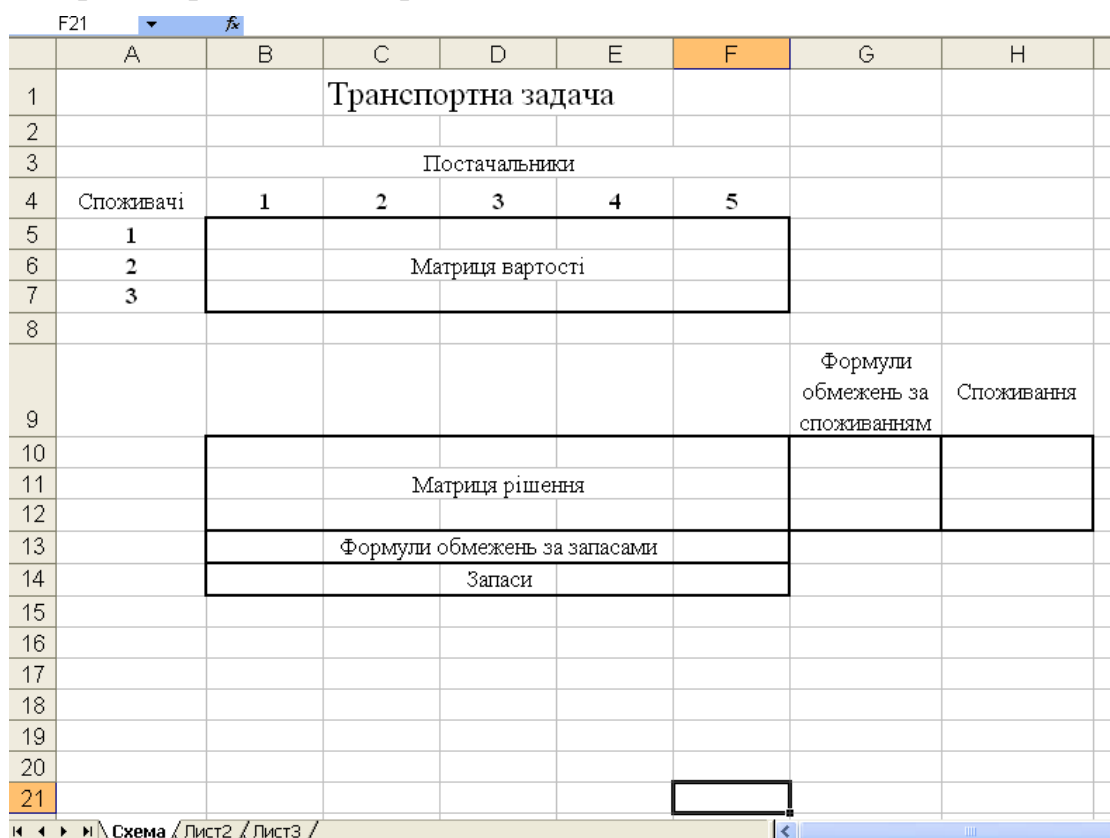 F21 fx
A B C D E F G H
1 Транспортна задача
2
3 Постачальники
4 Споживачі 1 2 3 4 5
5 1
6 2 Матриця вартості
7 3
8
Формули
обмежень за Споживання
9 споживанням
10
11 Матриця рішення
12
13 Формули обмежень за запасами
14 Запаси
15
16
17
18
19
20
21
Схема / Лист2 / Лист3 /